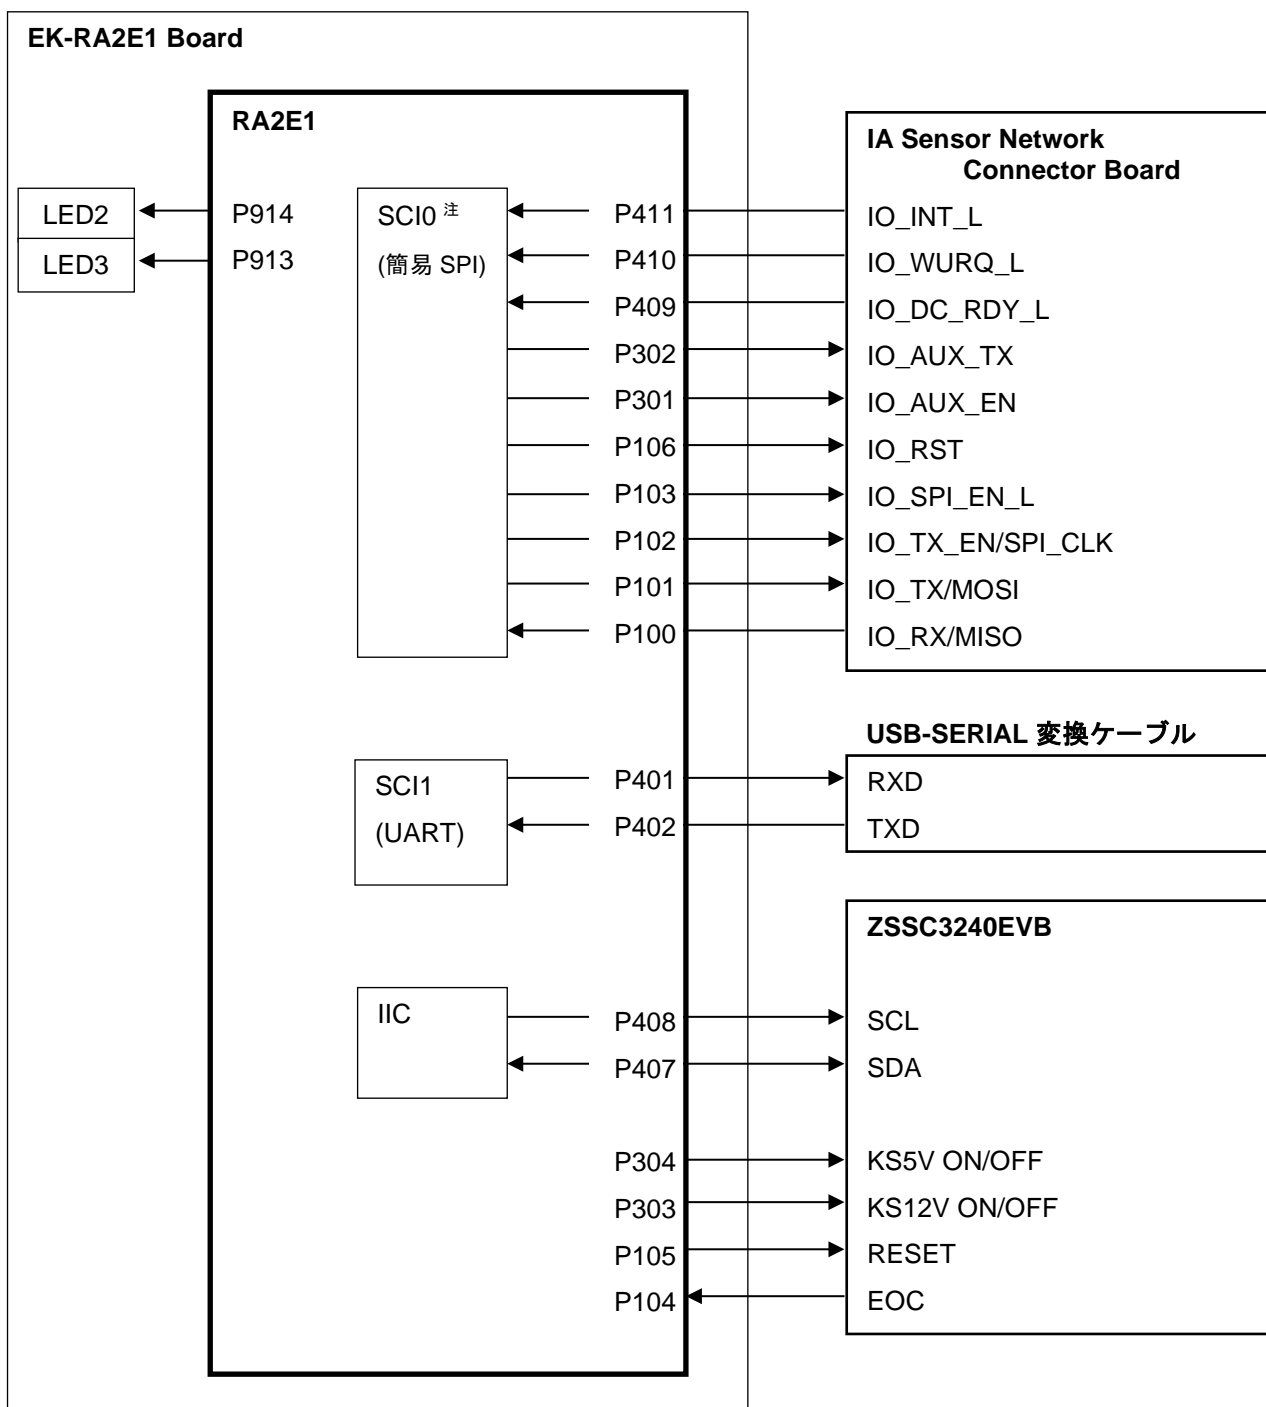 EK-RA2E1 Board
RA2E1
LED2
LED3
P914
P913
SCI0 注
(簡易 SPI)
P411
P410
P409
P302
P301
P106
P103
P102
P101
P100
IA Sensor Network
Connector Board
IO_INT_L
IO_WURQ_L
IO_DC_RDY_L
IO_AUX_TX
IO_AUX_EN
IO_RST
IO_SPI_EN_L
IO_TX_EN/SPI_CLK
IO_TX/MOSI
IO_RX/MISO
SCI1
(UART)
P401
P402
USB-SERIAL 変換ケーブル
RXD
TXD
IIC
P408
P407
P304
P303
P105
P104
ZSSC3240EVB
SCL
SDA
KS5V ON/OFF
KS12V ON/OFF
RESET
EOC